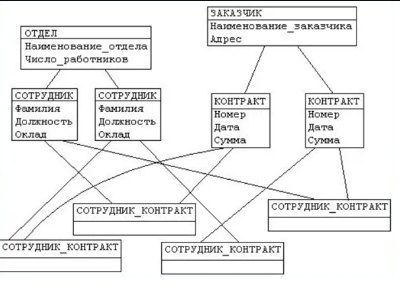 ЗАКАЗЧИК
Наименование_заказчика
Адрес
ОТДЕЛ
Наименование_отдела
Число_работников
СОТРУДНИК
Фамилия
Должность
Оклад
СОТРУДНИК
Фамилия
Должность
Оклад
КОНТРАКТ
Номер
Дата
Сумма
КОНТРАКТ
Номер
Дата
Сумма
СОТРУДНИК_КОНТРАКТ
СОТРУДНИК_КОНТРАКТ
СОТРУДНИК_КОНТРАКТ
СОТРУДНИК_КОНТРАКТ